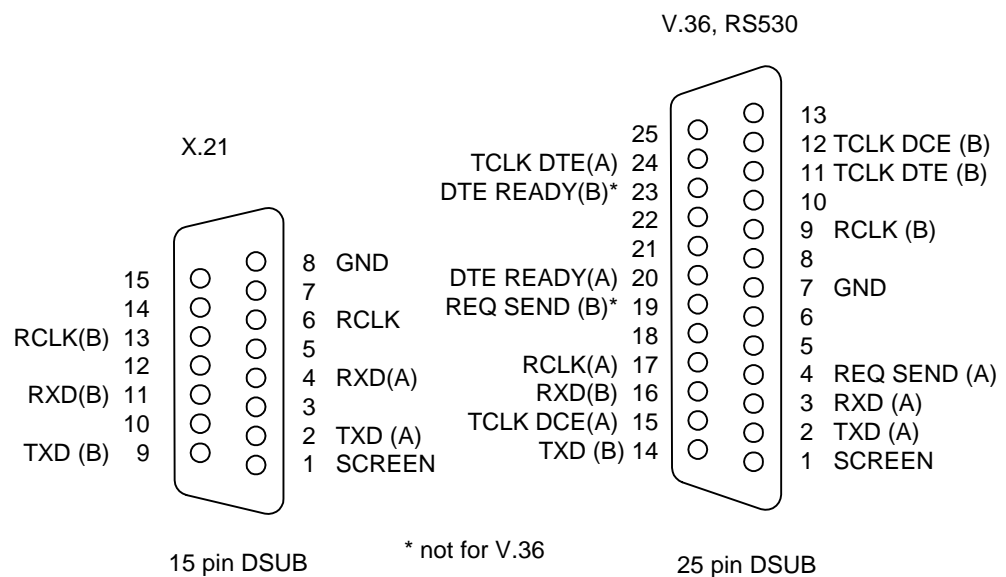 V.36, RS530
X.21
15
14
RCLK(B) 13
12
RXD(B) 11
10
TXD (B) 9
8 GND
7
6 RCLK
5
4 RXD(A)
3
2 TXD (A)
1 SCREEN
15 pin DSUB
25
TCLK DTE(A) 24
DTE READY(B)* 23
22
21
DTE READY(A) 20
REQ SEND (B)* 19
18
RCLK(A) 17
RXD(B) 16
TCLK DCE(A) 15
TXD (B) 14
13
12 TCLK DCE (B)
11 TCLK DTE (B)
10
9 RCLK (B)
8
7 GND
6
5
4 REQ SEND (A)
3 RXD (A)
2 TXD (A)
1 SCREEN
* not for V.36
25 pin DSUB